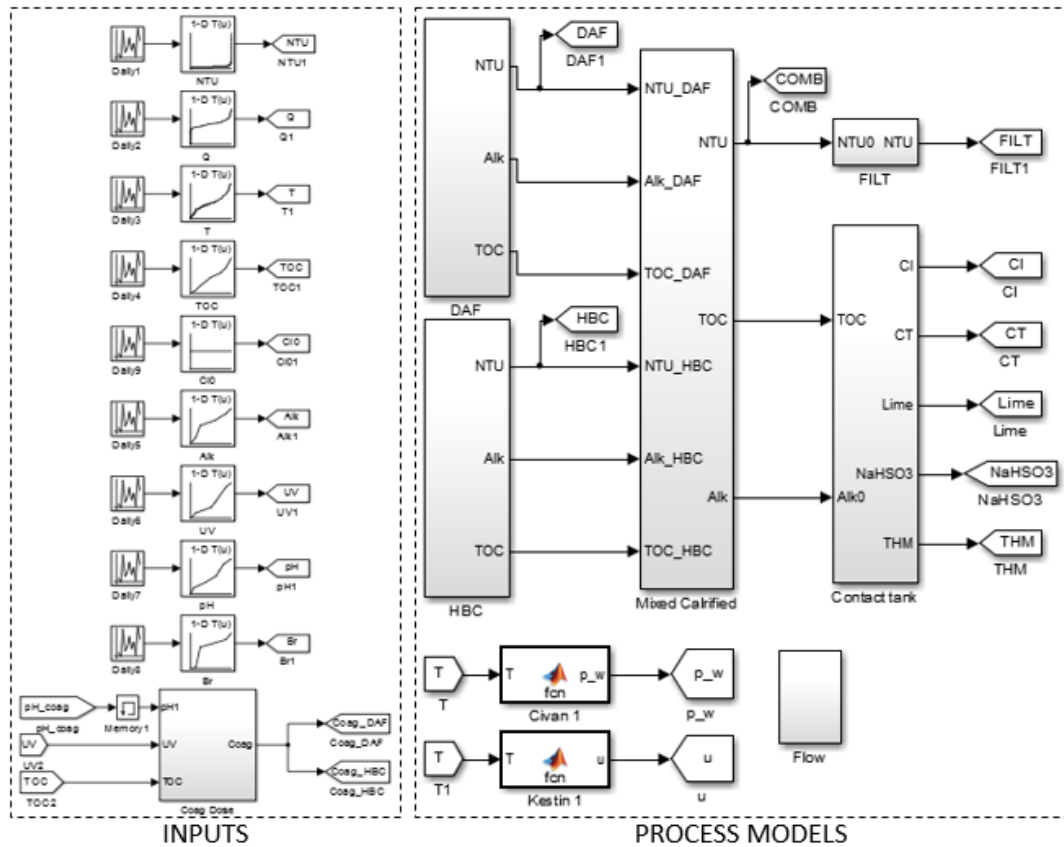 1-D T(u)
Daily1
NTU
NTU
NTU1
1-D T(u)
Daily2
Q
Q
Q1
1-D T(u)
Daily3
T
T
T1
1-D T(u)
Daily4
TOC
TOC
TOC1
1-D T(u)
Daily9
Cl0
Cl0
Cl01
1-D T(u)
Daily5
Alk
Alk
Alk1
1-D T(u)
Daily6
UV
UV
UV1
1-D T(u)
Daily7
pH
pH
pH1
1-D T(u)
Daily8
Br
Br
Br1
pH_coag
pH_coag
Memory1
pH1
UV
UV2
UV
TOC
TOC2
TOC
Coag
Coag Dose
Coag_DAF
Coag_DAF
Coag_HBC
Coag_HBC
INPUTS
NTU
Alk
TOC
DAF
DAF
DAF1
NTU
Alk
TOC
HBC
HBC
HBC1
NTU_DAF
Alk_DAF
TOC_DAF
NTU_HBC
Alk_HBC
TOC_HBC
NTU
TOC
Alk
Mixed Calrified
COMB
COMB
NTU0 NTU
FILT
FILT
FILT1
TOC
Alk0
Cl
CT
Lime
NaHSO3
THM
Contact tank
Cl
Cl
CT
CT
Lime
Lime
NaHSO3
NaHSO3
THM
THM
T
T
T
fcn
p_w
Civan 1
p_w
p_w
T
T1
T
fcn
u
Kestin 1
u
u
Flow
PROCESS MODELS